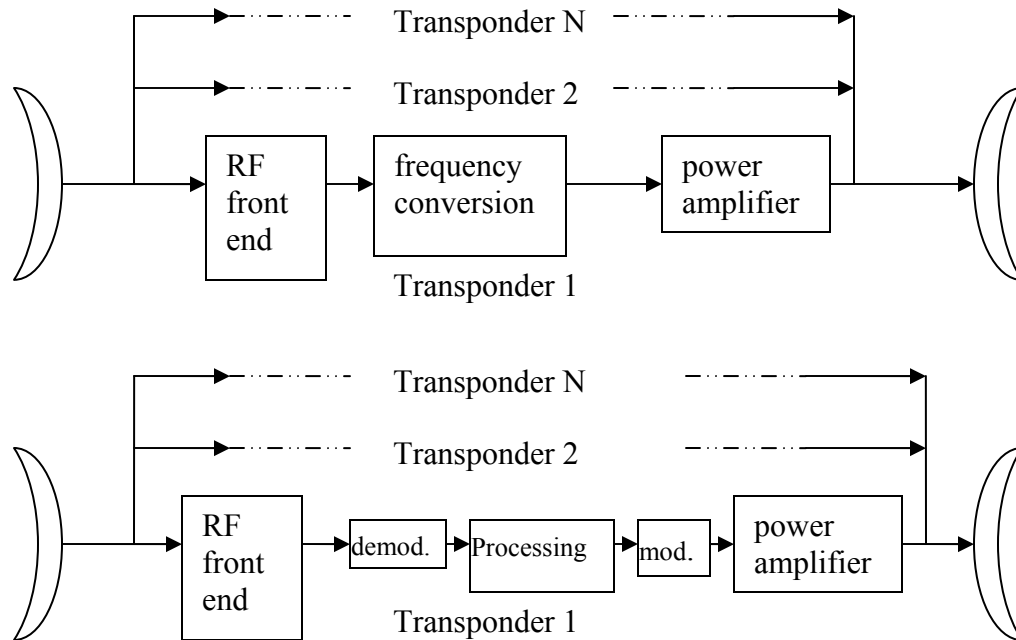 Transponder N
Transponder 2
RF
front
end
frequency
conversion
power
amplifier
Transponder 1
Transponder N
Transponder 2
RF
front
end
demod.
Processing
mod.
power
amplifier
Transponder 1